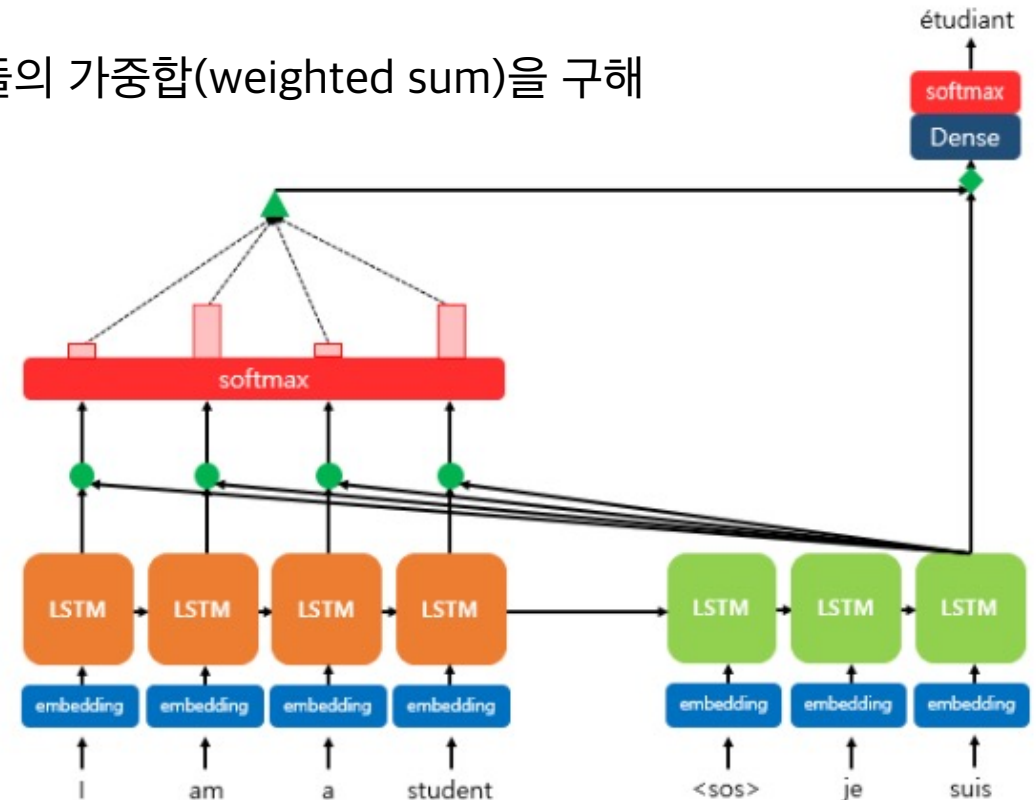 étudiant
들의 가중합(weighted sum)을 구해
softmax
Dense
softmax
LSTM LSTM LSTM LSTM LSTM LSTM LSTM
embedding embedding embedding embedding embedding embedding embedding
I am a student <sos> je suis